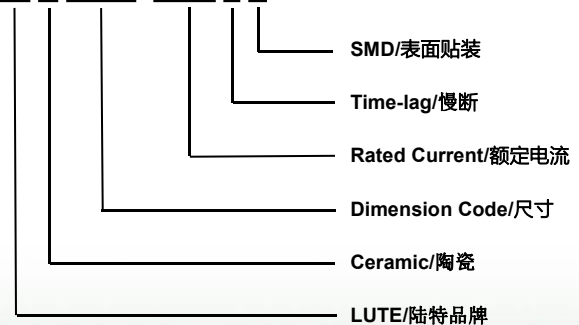 SMD/表面贴装
Time-lag/慢断
Rated Current/额定电流
Dimension Code/尺寸
Ceramic/陶瓷
LUTE/陆特品牌